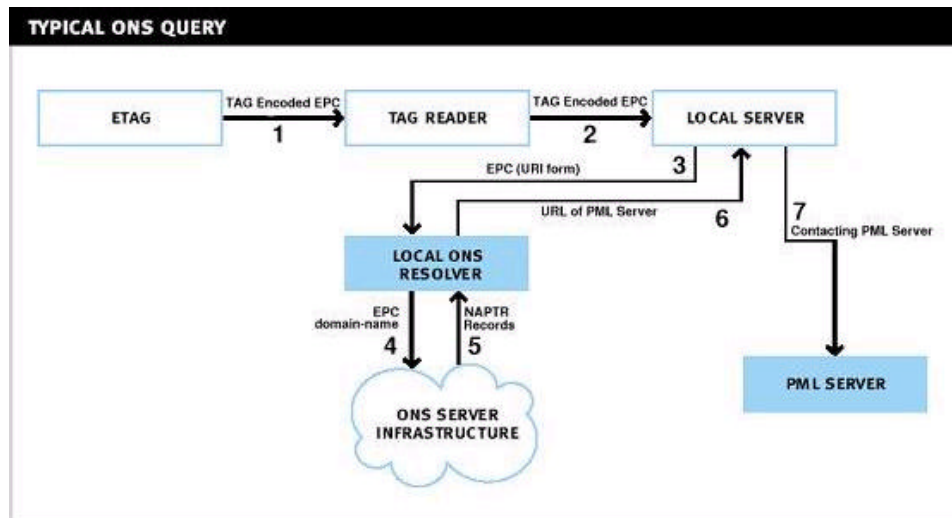 TYPICAL ONS QUERY
ETAG
TAG Encoded EPC
1
TAG READER
TAG Encoded EPC
2
LOCAL SERVER
EPC (URI form)
3
URL of PML Server
6
7
Contacting PML Server
LOCAL ONS
RESOLVER
EPC
domain-name
4
NAPTR
Records
5
PML SERVER
ONS SERVER
INFRASTRUCTURE